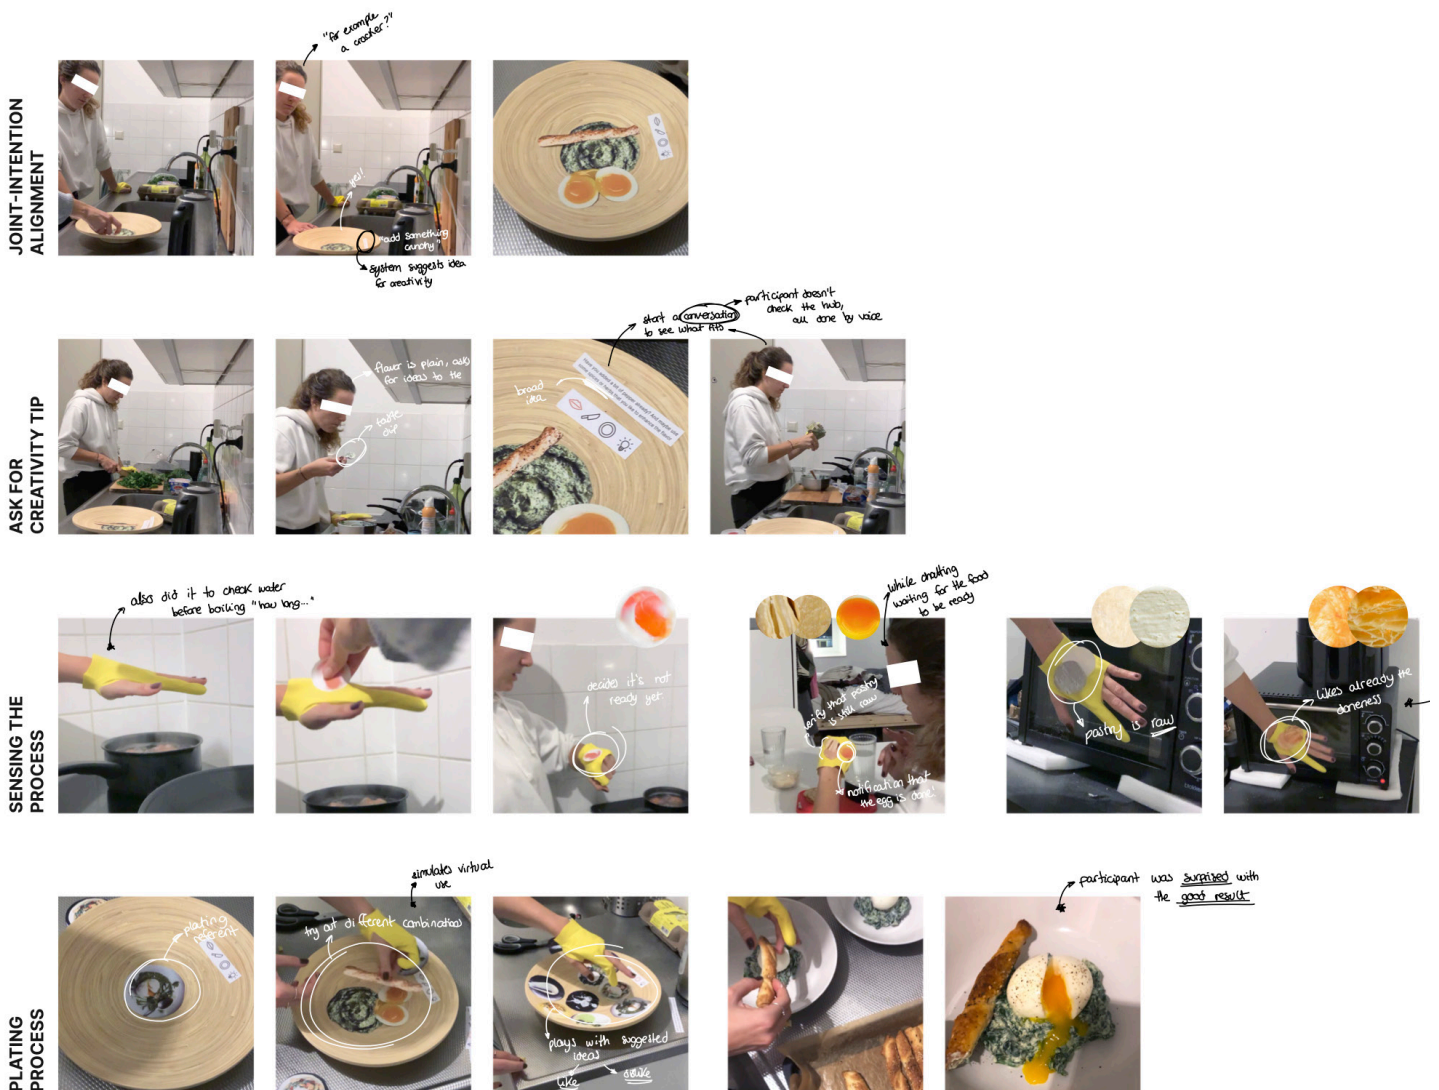 JOINT-INTENTION
ALIGNMENT
"for example
a cracker?"
yes!
"add something
crunchy"
system suggests idea
for creativity
ASK FOR
CREATIVITY TIP
flavor is plain, asks
for ideas to the
taste
start a conversation
to see what fits
participant doesn't
check the hub,
all done by voice
broad
idea
SENSING THE
PROCESS
also did it to check water
before boiling "how long..."
decides it's not
ready yet
while chatting
waiting for the food
to be ready
verify that pastry
is still raw
notification that
the egg is done!
pastry is raw
likes already the
doneness
PLATING
PROCESS
plating
referent
simulates virtual
use
try out different combinations
plays with suggested
ideas
like
dislike
participant was surprised with
the good result